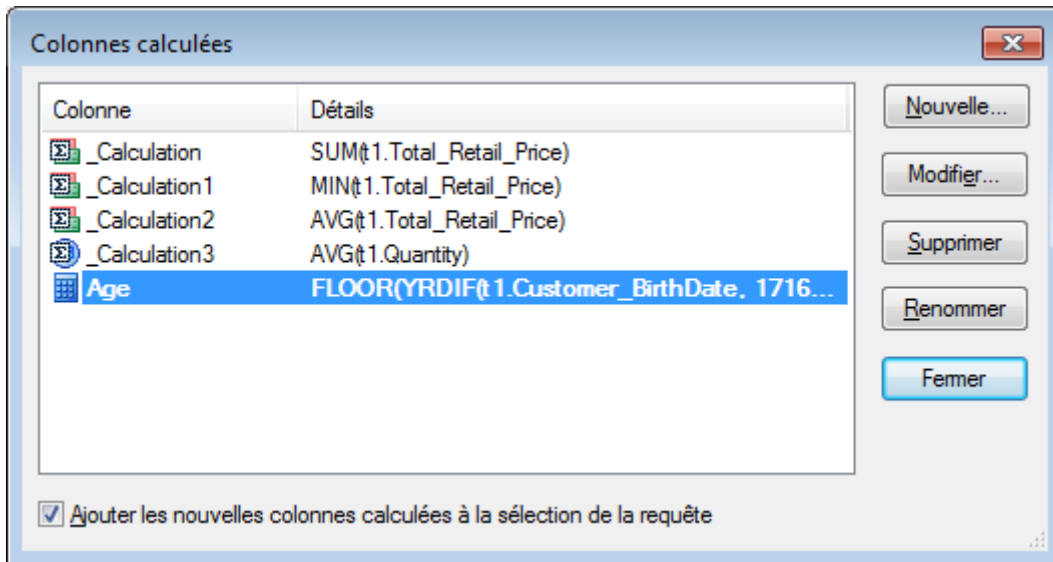 Colonnes calculées
Colonne Détails
_Calculation SUM(t1.Total_Retail_Price)
_Calculation1 MIN(t1.Total_Retail_Price)
_Calculation2 AVG(t1.Total_Retail_Price)
_Calculation3 AVG(t1.Quantity)
Age FLOOR(YRDIF(t1.Customer_BirthDate, 1716...
Nouvelle...
Modifier...
Supprimer
Renommer
Fermer
Ajouter les nouvelles colonnes calculées à la sélection de la requête